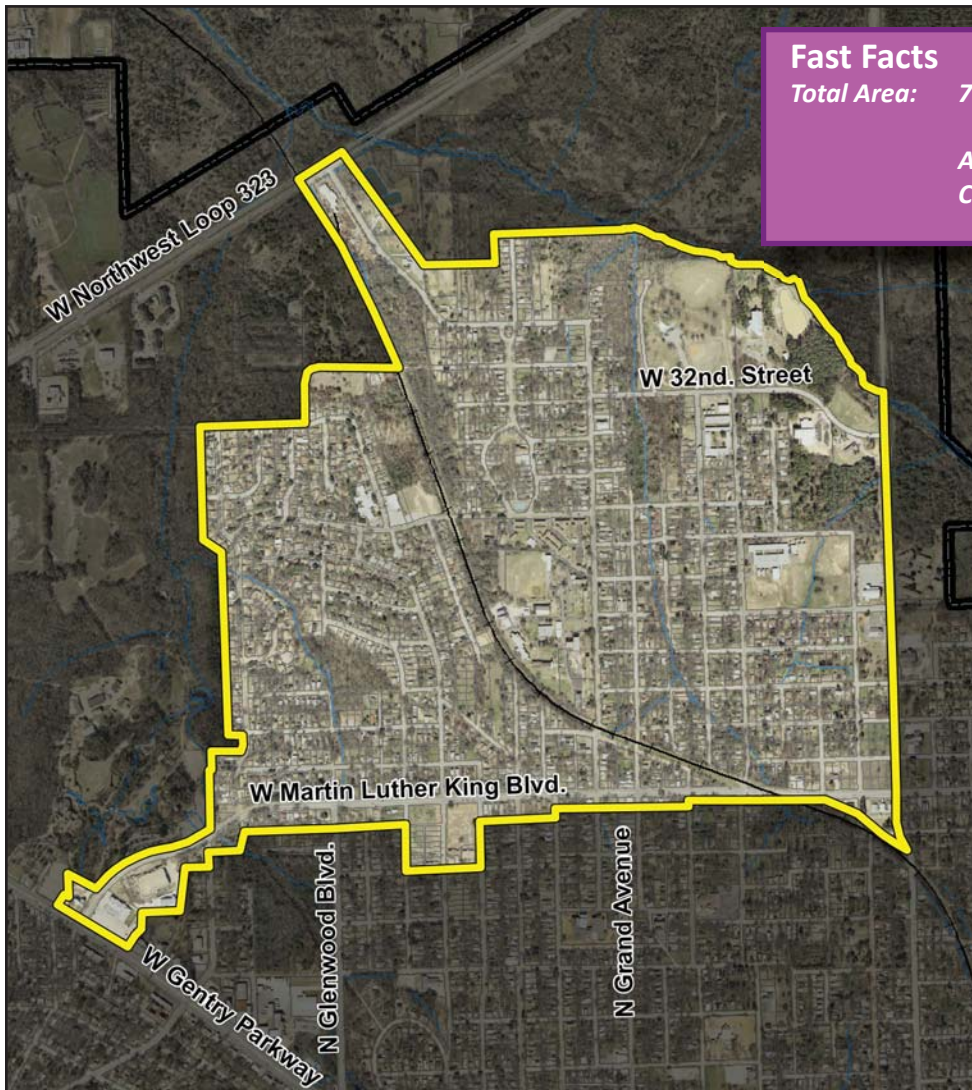 Fast Facts
Total Area: 7
A
C
W Northwest Loop 323
W 32nd. Street
W Martin Luther King Blvd.
N Glenwood Blvd.
N Grand Avenue
W Gentry Parkway